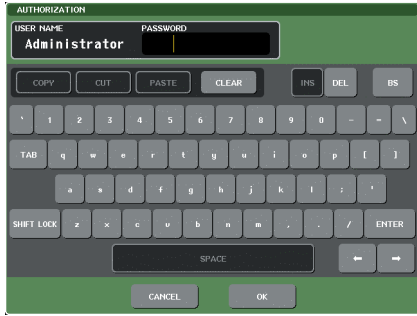 AUTHORIZATION
USER NAME PASSWORD
Administrator
COPY CUT PASTE CLEAR INS DEL BS
` 1 2 3 4 5 6 7 8 9 0 - = \
TAB q w e r t y u i o p [ ]
a s d f g h j k l ; '
SHIFT LOCK z x c v b n m , . / ENTER
SPACE ← →
CANCEL OK